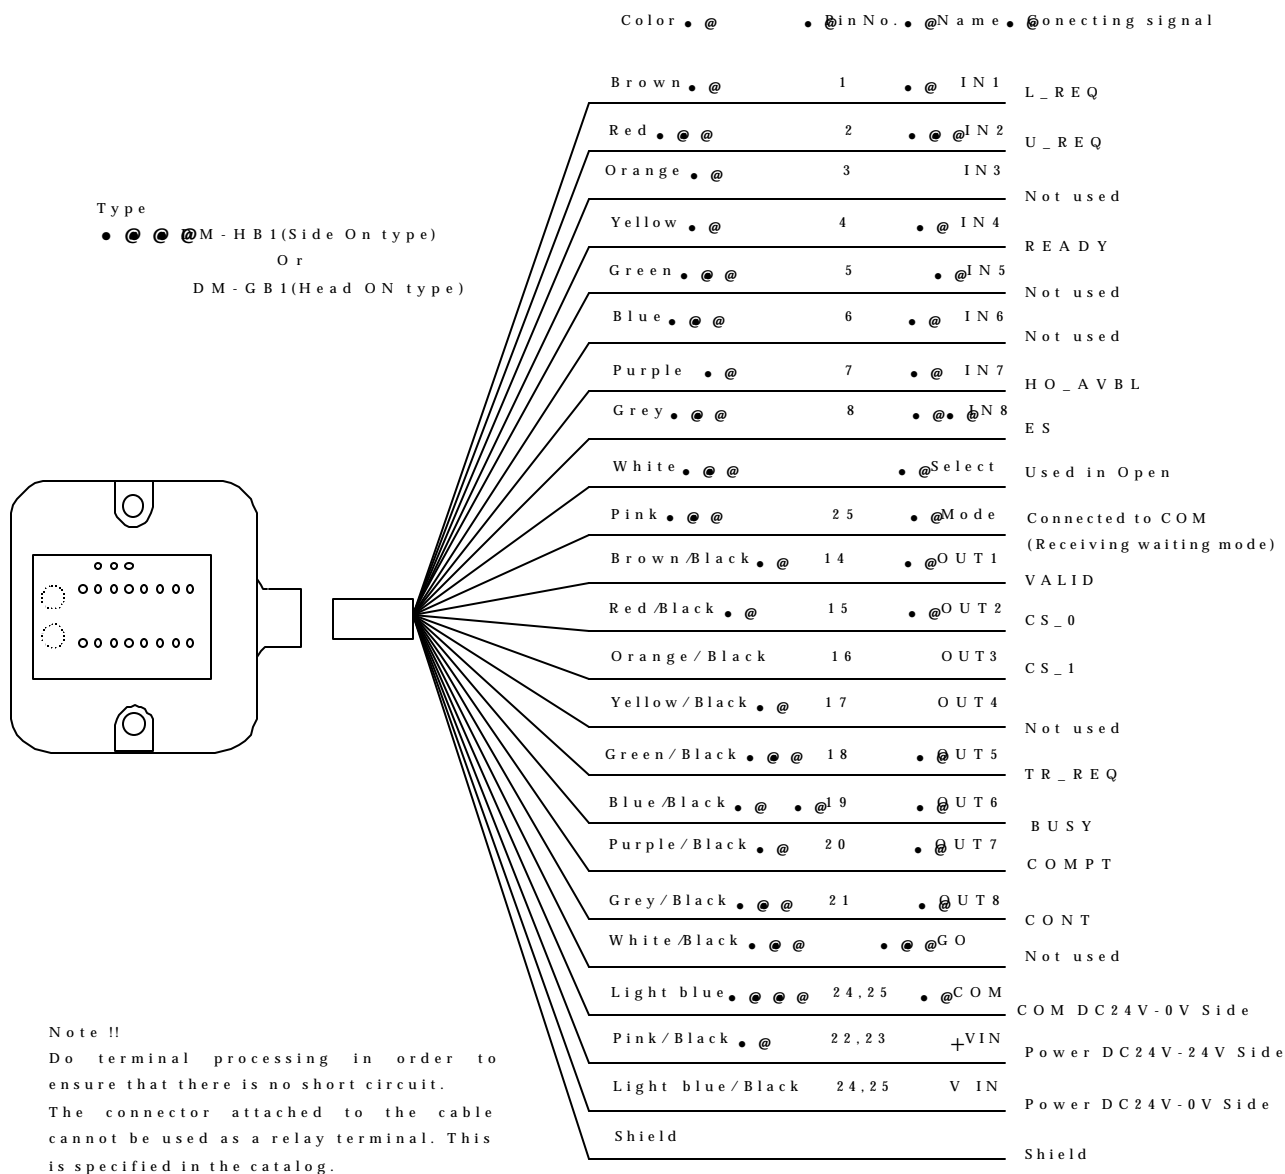 Color PinNo. Name Conecting signal
Brown 1 IN1 L_REQ
Red 2 IN2 U_REQ
Orange 3 IN3 Not used
Yellow 4 IN4 READY
Green 5 IN5 Not used
Blue 6 IN6 Not used
Purple 7 IN7 HO_AVBL
Grey 8 IN8 ES
White Select Used in Open
Pink 25 Mode Connected to COM
(Receiving waiting mode)
Brown/Black 14 OUT1 VALID
Red/Black 15 OUT2 CS_0
Orange/Black 16 OUT3 CS_1
Yellow/Black 17 OUT4 Not used
Green/Black 18 OUT5 TR_REQ
Blue/Black 19 OUT6 BUSY
Purple/Black 20 OUT7 COMPT
Grey/Black 21 OUT8 CONT
White/Black GO Not used
Light blue 24,25 COM COM DC24V-0V Side
Pink/Black 22,23 +VIN Power DC24V-24V Side
Light blue/Black 24,25 V IN Power DC24V-0V Side
Shield Shield
Type
DM-HB1(Side On type)
Or
DM-GB1(Head ON type)
Note !!
Do terminal processing in order to
ensure that there is no short circuit.
The connector attached to the cable
cannot be used as a relay terminal. This
is specified in the catalog.